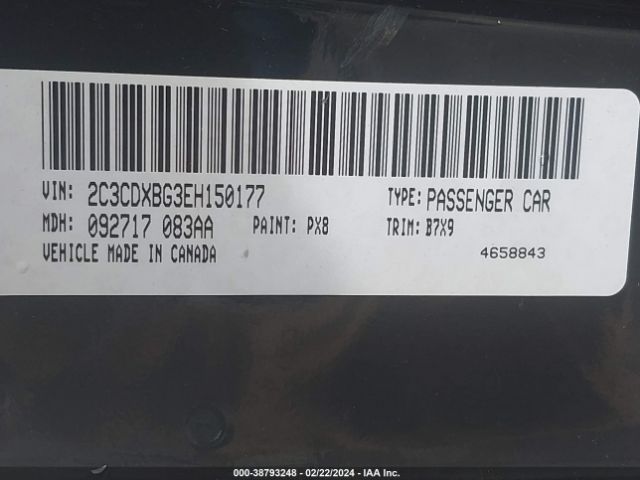 VIN: 2C3CDXBG3EH150177 TYPE: PASSENGER CAR
MDH: 092717 083AA PAINT: PX8 TRIM: B7X9
VEHICLE MADE IN CANADA 4658843
000-38793248 - 02/22/2024 - IAA Inc.